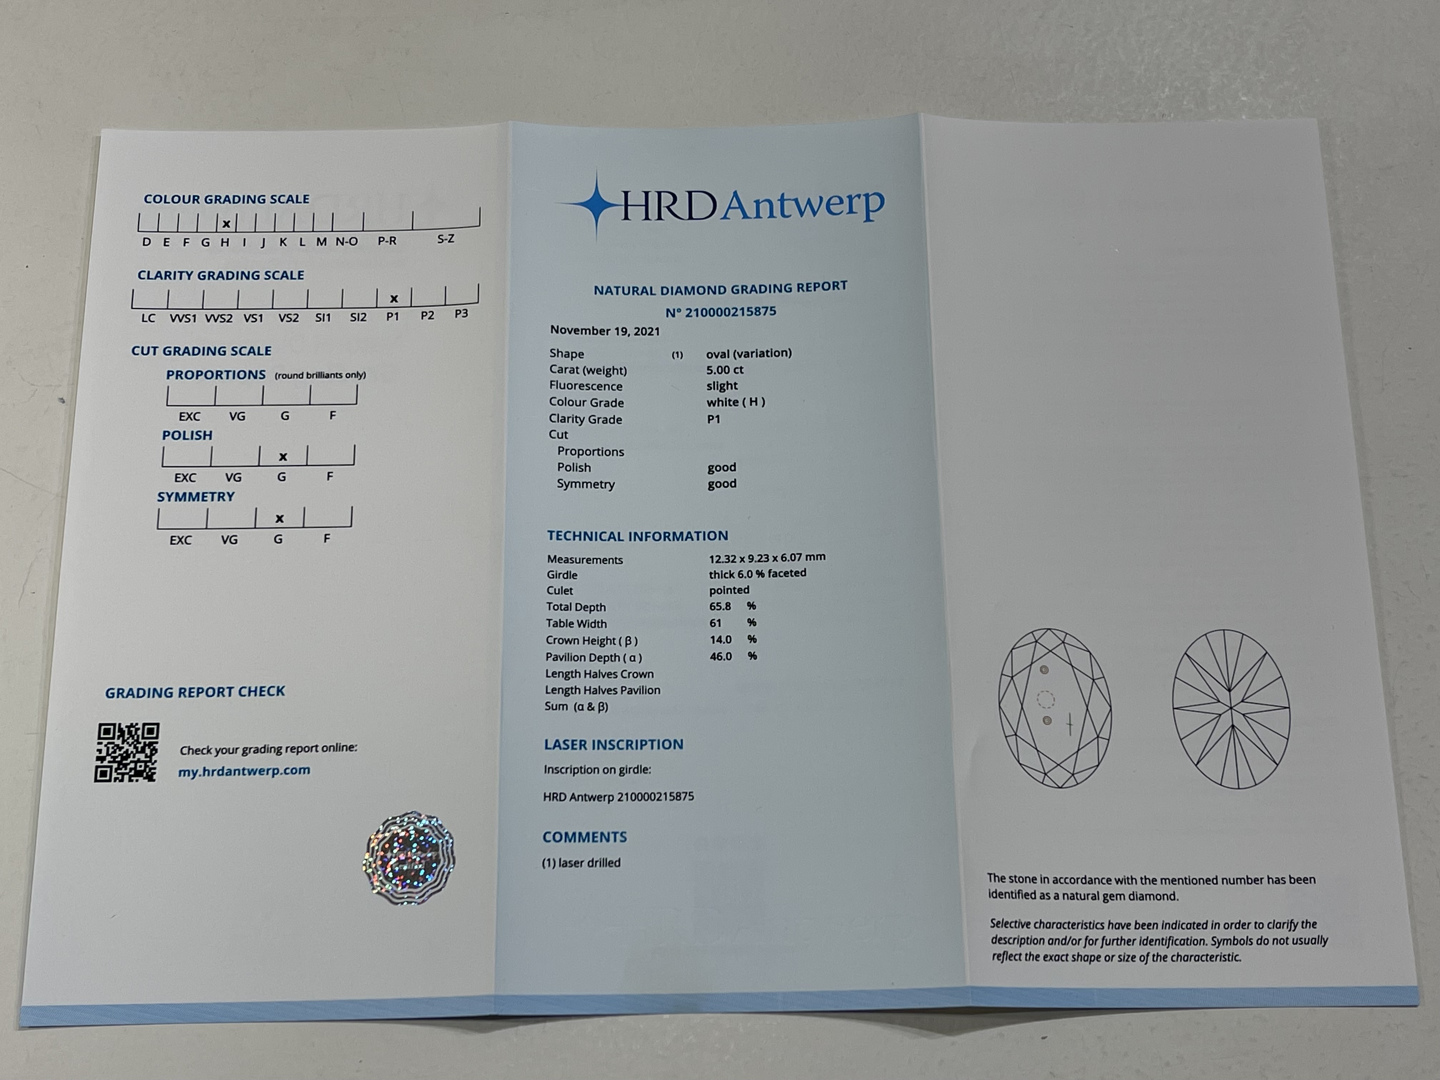 COLOUR GRADING SCALE
x
D E F G H I J K L M N-O P-R S-Z
CLARITY GRADING SCALE
x
LC VVS1 VVS2 VS1 VS2 SI1 SI2 P1 P2 P3
CUT GRADING SCALE
PROPORTIONS (round brilliants only)
EXC VG G F
POLISH
x
EXC VG G F
SYMMETRY
x
EXC VG G F
GRADING REPORT CHECK
Check your grading report online:
my.hrdantwerp.com
HRD Antwerp
NATURAL DIAMOND GRADING REPORT
N° 210000215875
November 19, 2021
Shape (1) oval (variation)
Carat (weight) 5.00 ct
Fluorescence slight
Colour Grade white ( H )
Clarity Grade P1
Cut
Proportions
Polish good
Symmetry good
TECHNICAL INFORMATION
Measurements 12.32 x 9.23 x 6.07 mm
Girdle thick 6.0 % faceted
Culet pointed
Total Depth 65.8 %
Table Width 61 %
Crown Height ( β ) 14.0 %
Pavilion Depth ( α ) 46.0 %
Length Halves Crown
Length Halves Pavilion
Sum (α & β)
LASER INSCRIPTION
Inscription on girdle:
HRD Antwerp 210000215875
COMMENTS
(1) laser drilled
The stone in accordance with the mentioned number has been
identified as a natural gem diamond.
Selective characteristics have been indicated in order to clarify the
description and/or for further identification. Symbols do not usually
reflect the exact shape or size of the characteristic.